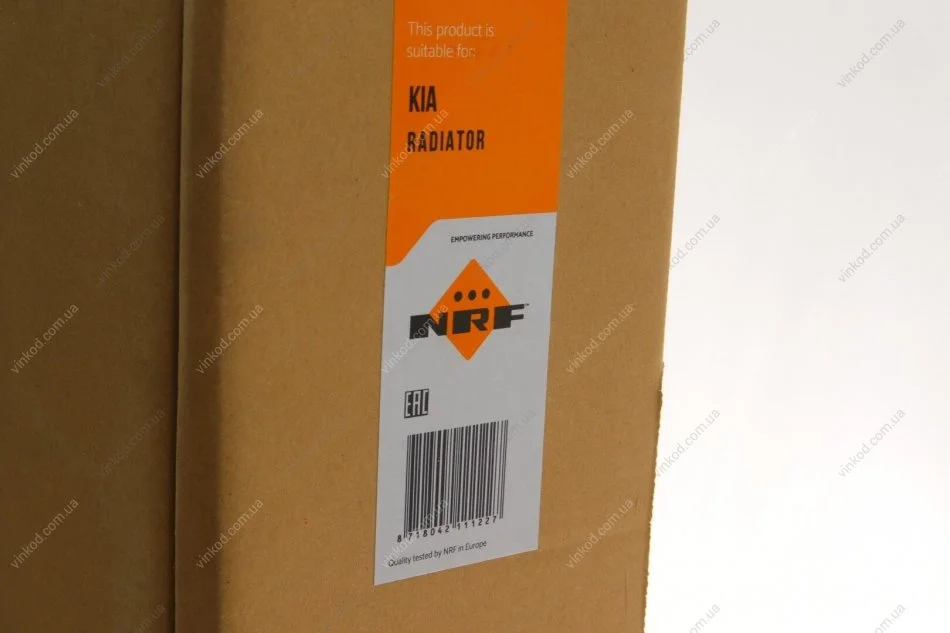 This product is
suitable for:
KIA
RADIATOR
EMPOWERING PERFORMANCE
NRF™
EAC
8 718042 111227
Quality tested by NRF in Europe
vinkod.com.ua